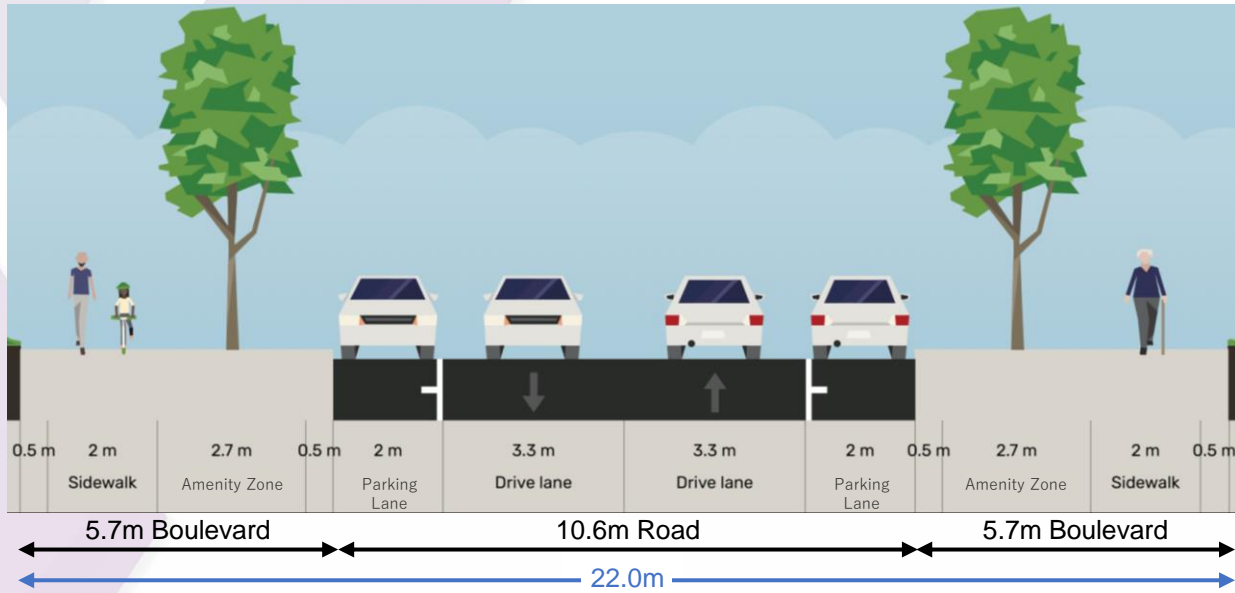 0.5 m 2 m 2.7 m 0.5 m 2 m 3.3 m 3.3 m 2 m 0.5 m 2.7 m 2 m 0.5 m
Sidewalk Amenity Zone Parking Lane Drive lane Drive lane Parking Lane Amenity Zone Sidewalk
5.7m Boulevard 10.6m Road 5.7m Boulevard
22.0m